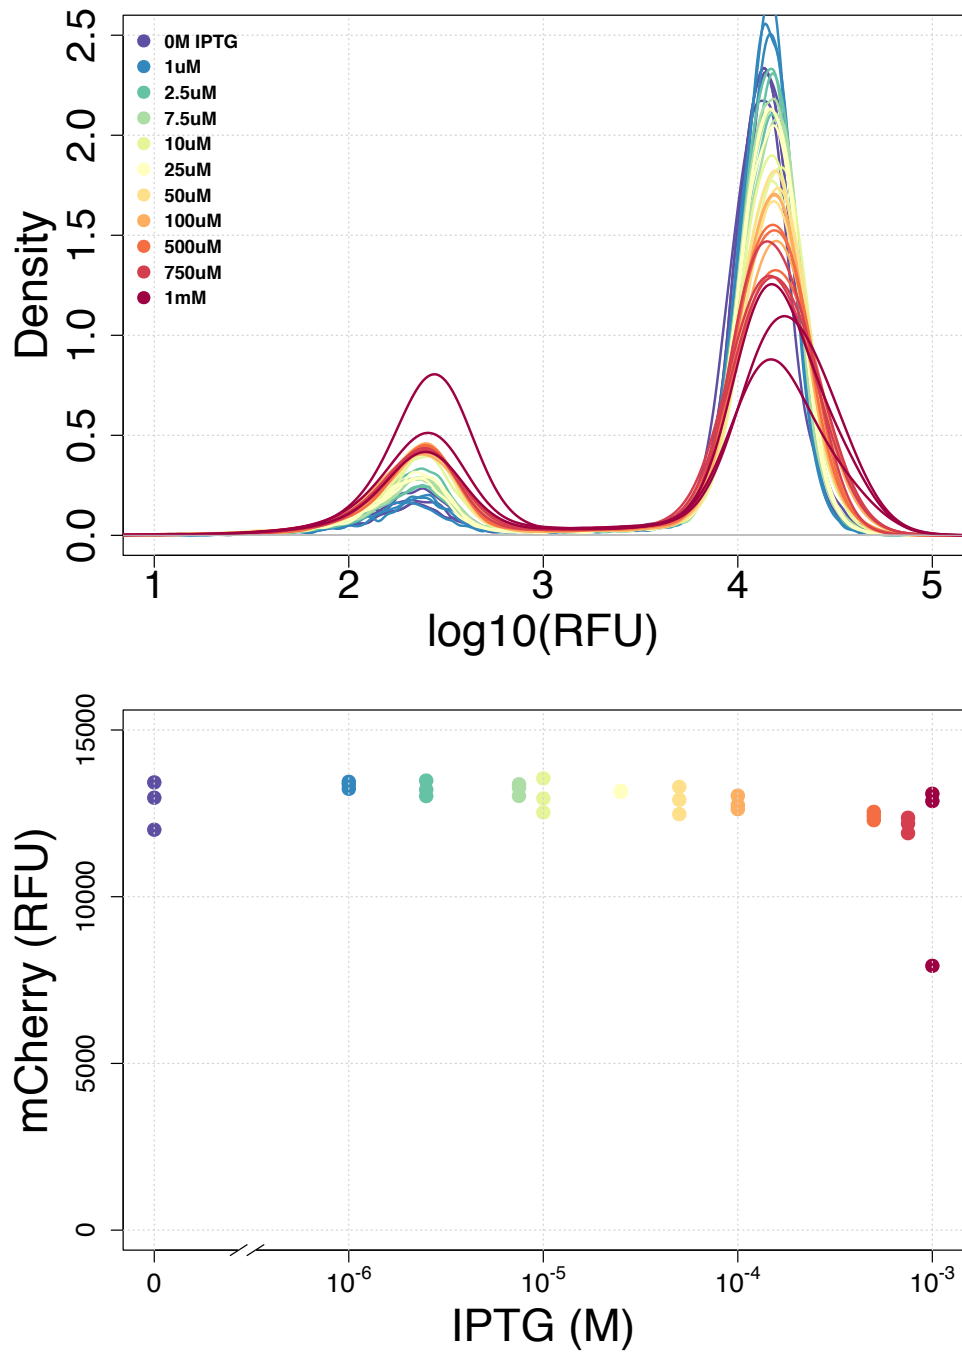 2.5
2.0
1.5
1.0
0.5
0.0
Density
0M IPTG
1uM
2.5uM
7.5uM
10uM
25uM
50uM
100uM
500uM
750uM
1mM
1 2 3 4 5
log10(RFU)
15000
10000
5000
0
mCherry (RFU)
0 10⁻⁶ 10⁻⁵ 10⁻⁴ 10⁻³
IPTG (M)